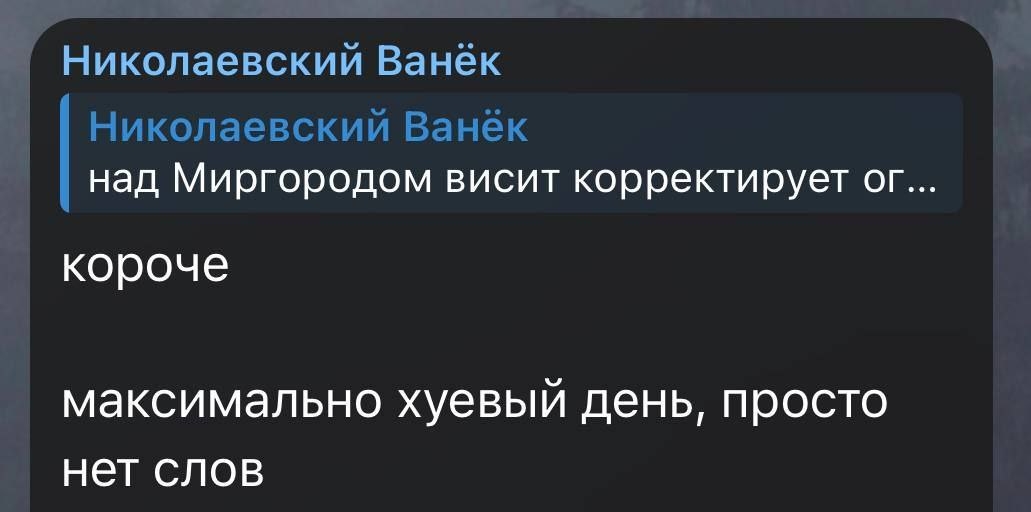 Николаевский Ванёк
Николаевский Ванёк
над Миргородом висит корректирует ог...
короче
максимально хуевый день, просто
нет слов